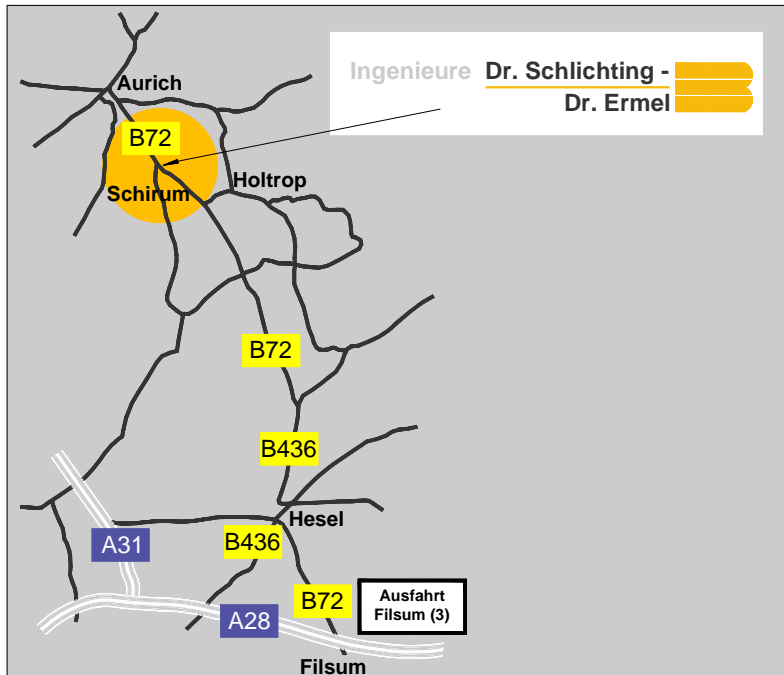 Ingenieure Dr. Schlichting -
Dr. Ermel
Aurich
B72
Schirum
Holtrop
B72
B436
Hesel
A31
B436
B72
Ausfahrt
Filsum (3)
A28
Filsum